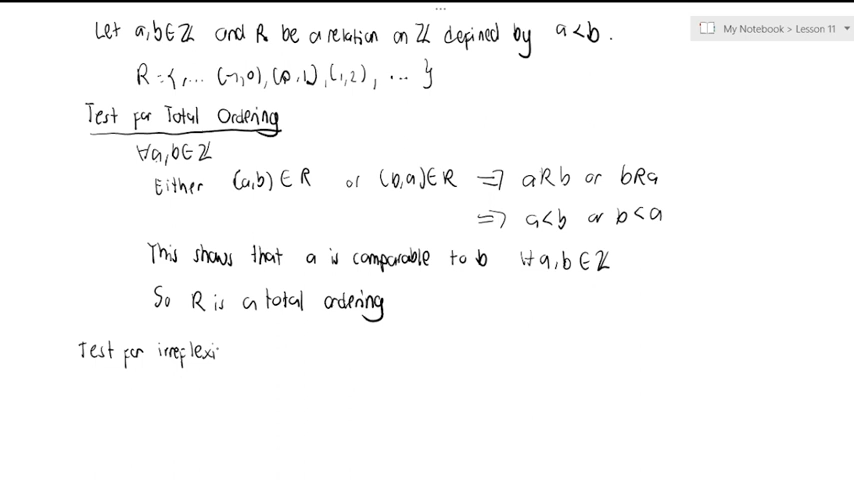 My Notebook > Lesson 11
Let a,b∈ℤ and R be a relation on ℤ defined by a<b.
R={,... (-1,0), (0,1), (1,2), ... }
Test for Total Ordering
∀a,b∈ℤ
Either (a,b)∈R or (b,a)∈R ⟹ aRb or bRa
⟹ a<b or b<a
This shows that a is comparable to b ∀a,b∈ℤ
So R is a total ordering
Test for irreflexi